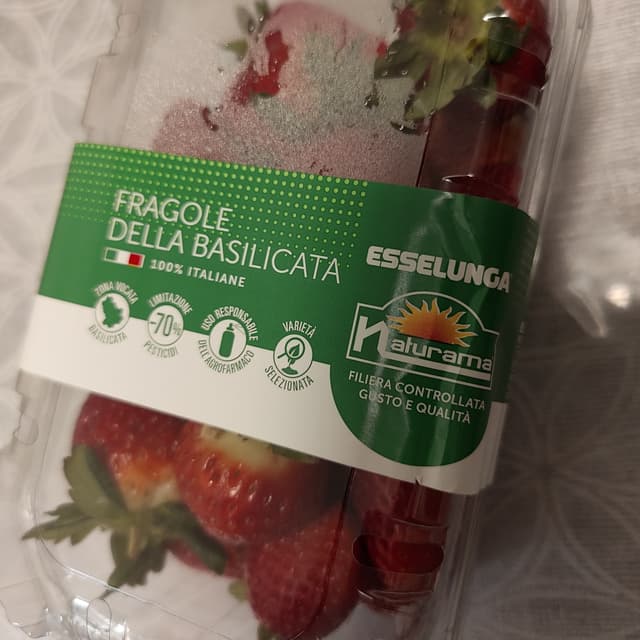 FRAGOLE
DELLA BASILICATA
100% ITALIANE
ZONA VOCATA
BASILICATA
LIMITAZIONE
-70%
PESTICIDI
USO RESPONSABILE
DELL'AGROFARMACO
VARIETÀ
SELEZIONATA
ESSELUNGA
Naturama
FILIERA CONTROLLATA
GUSTO E QUALITÀ